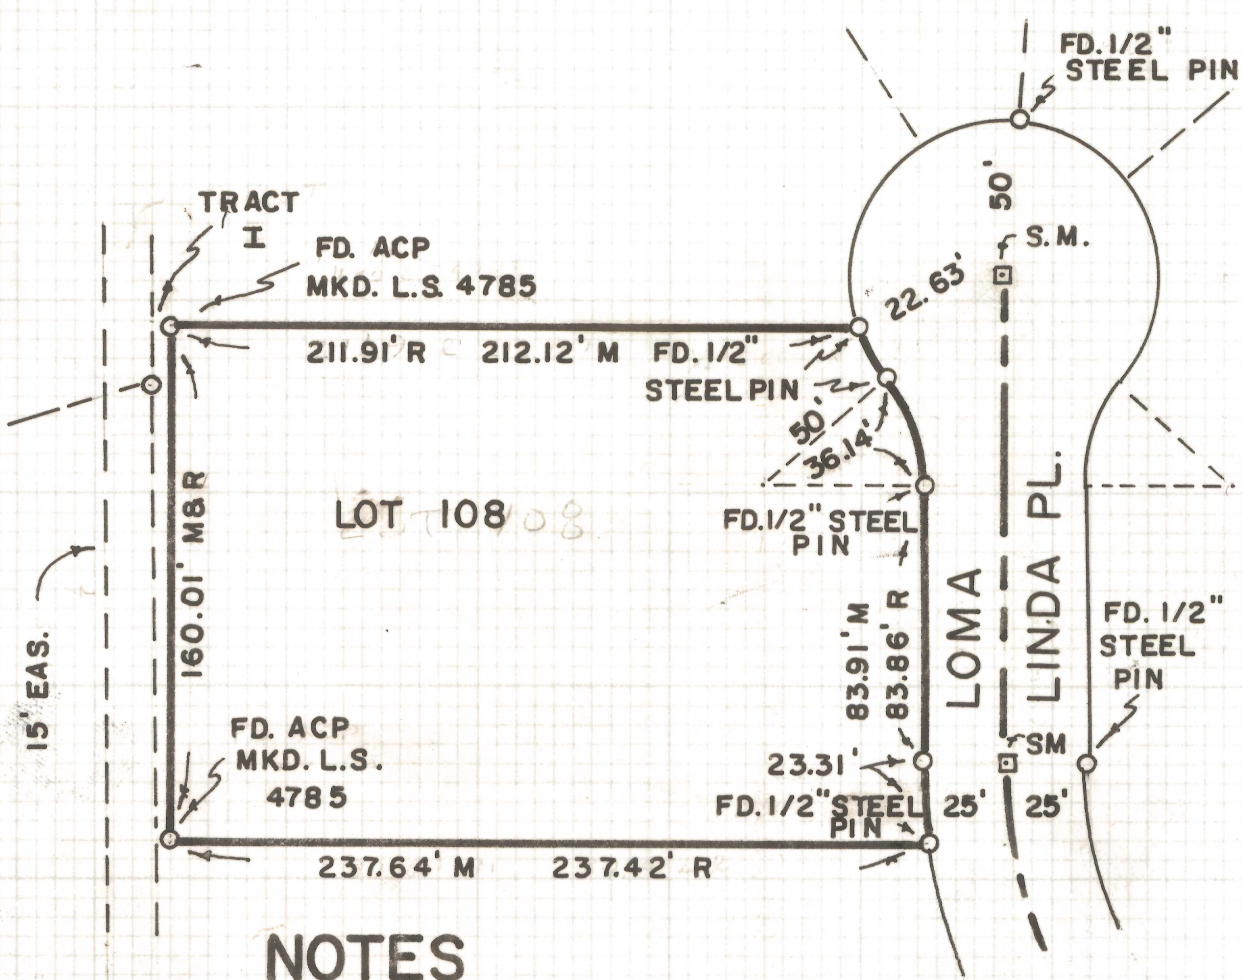 FD. 1/2"
STEEL PIN
50'
S.M.
22.63'
TRACT
I
FD. ACP
MKD. L.S. 4785
211.91' R 212.12' M FD. 1/2"
STEEL PIN
50'
36.14'
LOT 108
FD. 1/2" STEEL
PIN
160.01' M&R
15' EAS.
83.91' M
83.86' R
LOMA
LINDA PL.
FD. 1/2"
STEEL
PIN
FD. ACP
MKD. L.S.
4785
SM
23.31'
FD. 1/2" STEEL
PIN
25' 25'
237.64' M 237.42' R
NOTES